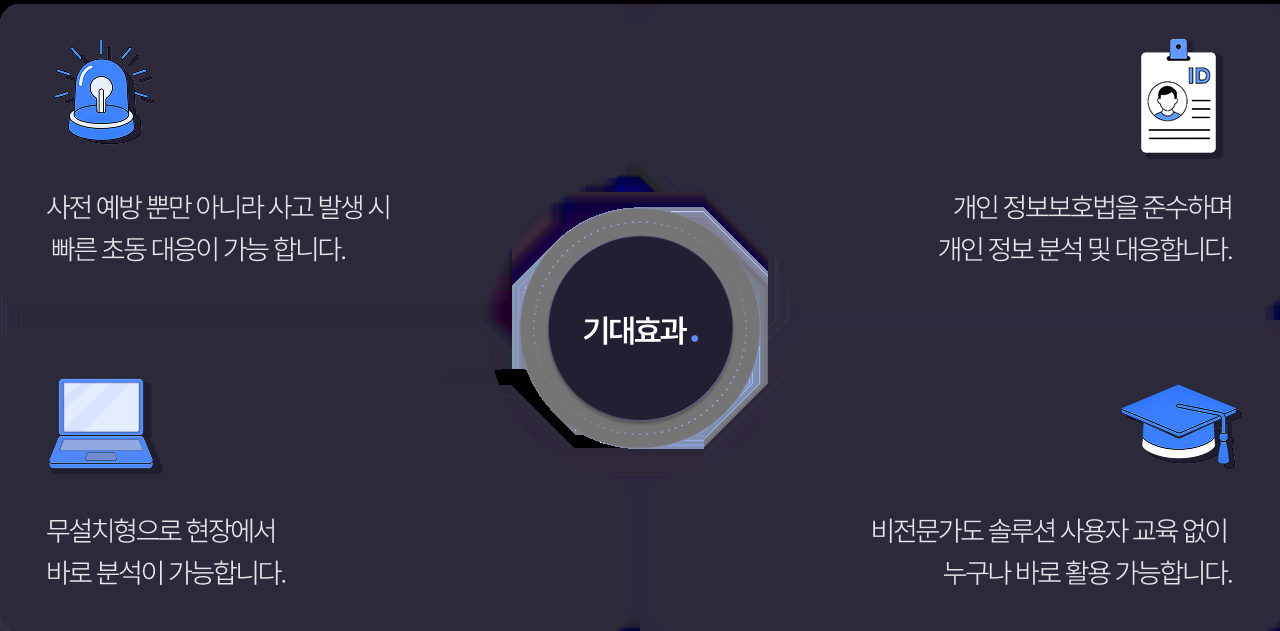 사전 예방 뿐만 아니라 사고 발생 시
빠른 초동 대응이 가능 합니다.
ID
개인 정보보호법을 준수하며
개인 정보 분석 및 대응합니다.
기대효과.
무설치형으로 현장에서
바로 분석이 가능합니다.
비전문가도 솔루션 사용자 교육 없이
누구나 바로 활용 가능합니다.